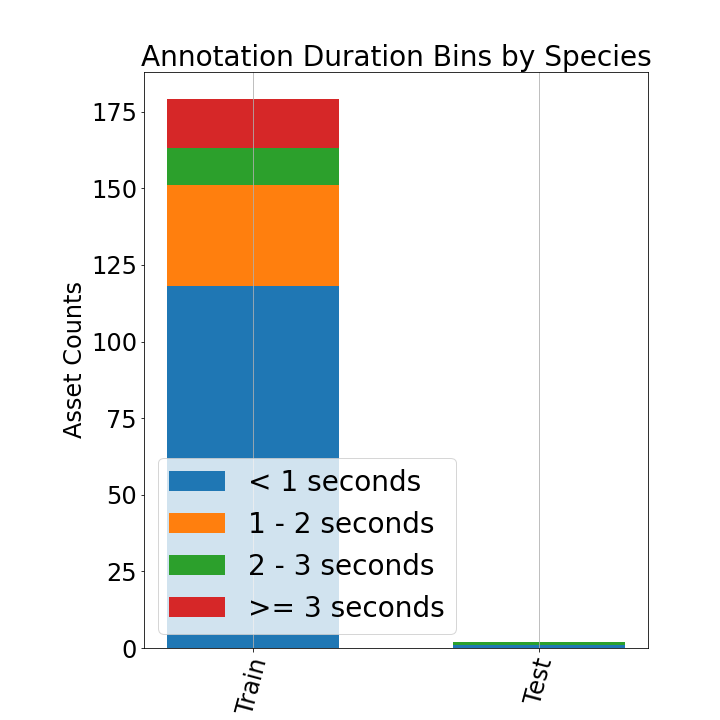 Annotation Duration Bins by Species
Asset Counts
175
150
125
100
75
50
25
0
< 1 seconds
1 - 2 seconds
2 - 3 seconds
>= 3 seconds
Train
Test